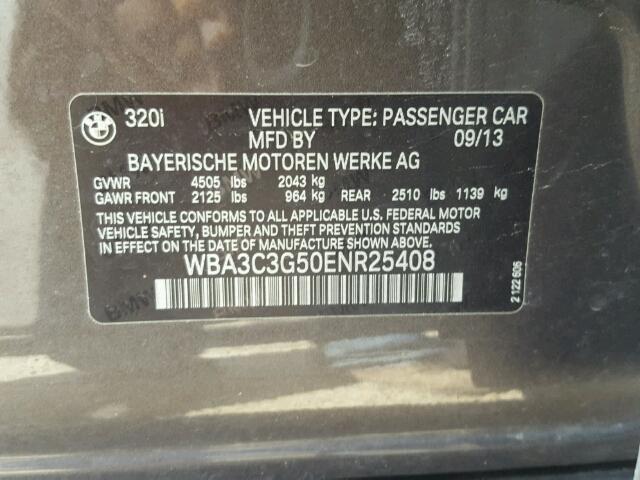 320i VEHICLE TYPE: PASSENGER CAR
MFD BY 09/13
BAYERISCHE MOTOREN WERKE AG
GVWR 4505 lbs 2043 kg
GAWR FRONT 2125 lbs 964 kg REAR 2510 lbs 1139 kg
THIS VEHICLE CONFORMS TO ALL APPLICABLE U.S. FEDERAL MOTOR
VEHICLE SAFETY, BUMPER AND THEFT PREVENTION STANDARDS
IN EFFECT ON THE DATE OF MANUFACTURE SHOWN ABOVE.
WBA3C3G50ENR25408
2 122 606